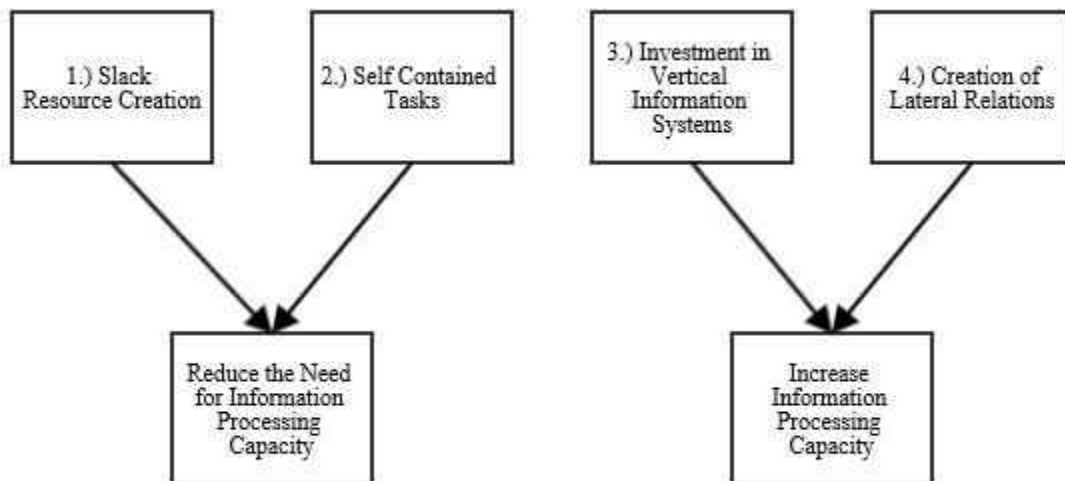 1.) Slack
Resource Creation
2.) Self Contained
Tasks
3.) Investment in
Vertical
Information
Systems
4.) Creation of
Lateral Relations
Reduce the Need
for Information
Processing
Capacity
Increase
Information
Processing
Capacity